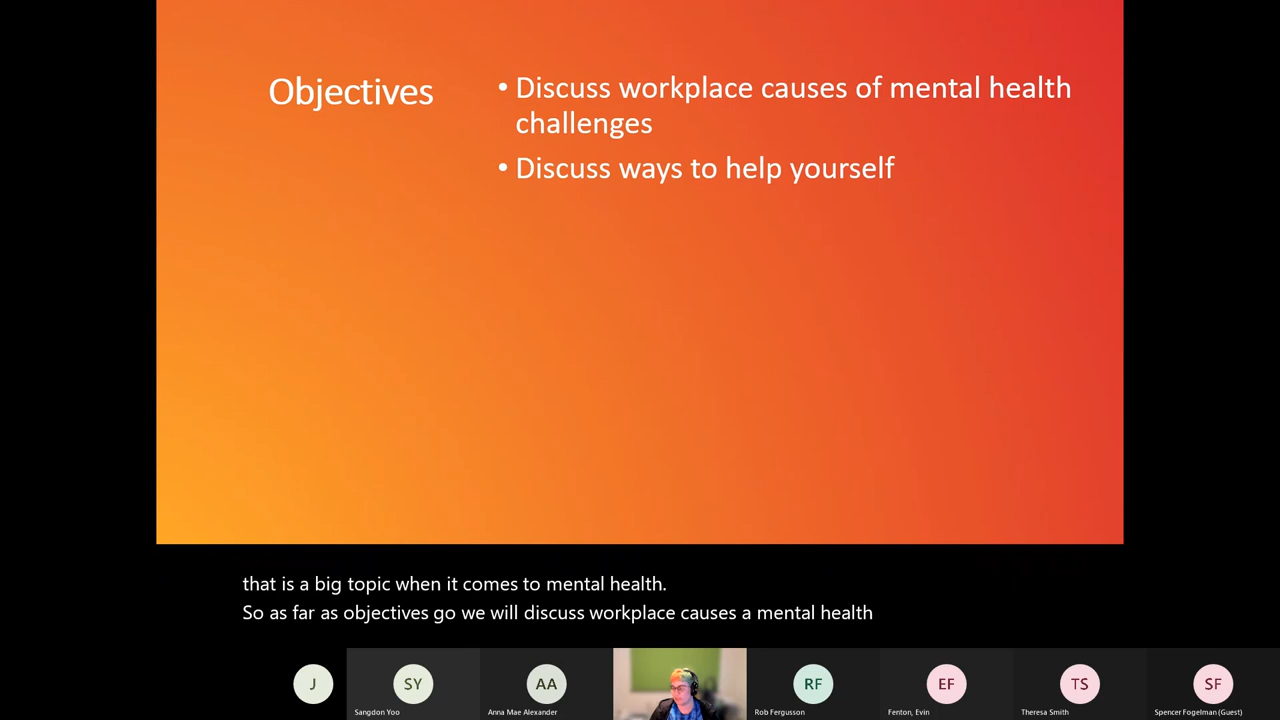 Objectives
• Discuss workplace causes of mental health
challenges
• Discuss ways to help yourself
that is a big topic when it comes to mental health.
So as far as objectives go we will discuss workplace causes a mental health
J
SY
AA
RF
EF
TS
SF
Sangdon Yoo
Anna Mae Alexander
Rob Fergusson
Fenton, Evin
Theresa Smith
Spencer Fogelman (Guest)